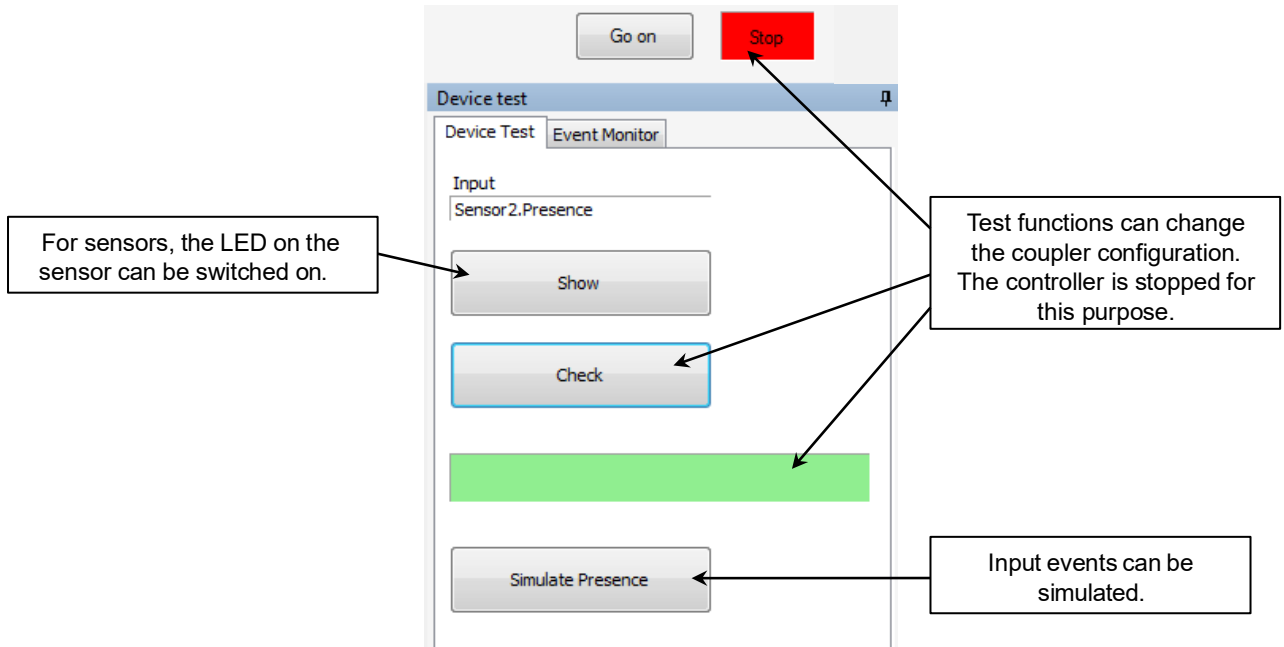 Go on
Stop
Device test
Device Test
Event Monitor
Input
Sensor2.Presence
For sensors, the LED on the
sensor can be switched on.
Show
Test functions can change
the coupler configuration.
The controller is stopped for
this purpose.
Check
Simulate Presence
Input events can be
simulated.